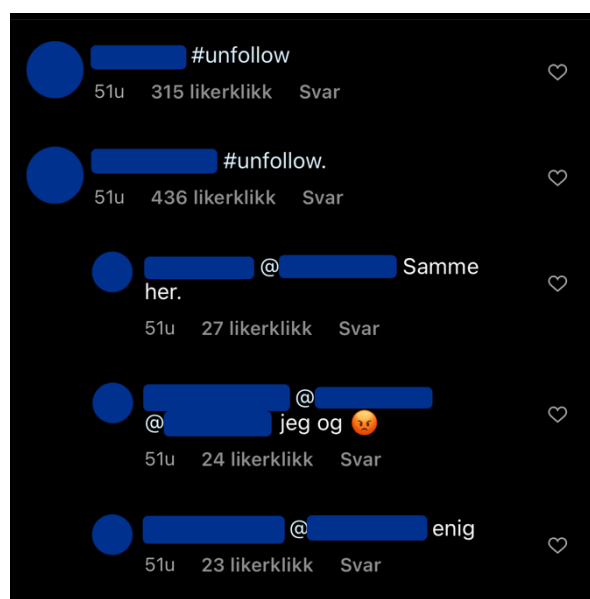 #unfollow
51u 315 likerklikk Svar
#unfollow.
51u 436 likerklikk Svar
@ Samme
her.
51u 27 likerklikk Svar
@
@ jeg og 😡
51u 24 likerklikk Svar
@ enig
51u 23 likerklikk Svar